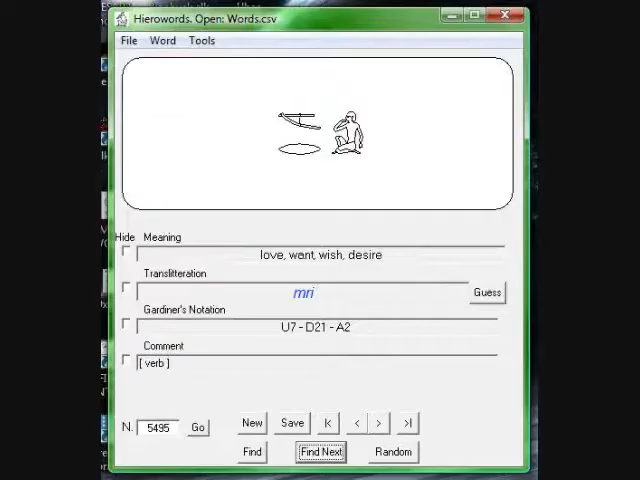 Hierowords. Open: Words.csv
File Word Tools
Hide Meaning
love, want, wish, desire
Translitteration
mri Guess
Gardiner's Notation
U7 - D21 - A2
Comment
[ verb ]
N. 5495 Go New Save |< < > >|
Find Find Next Random